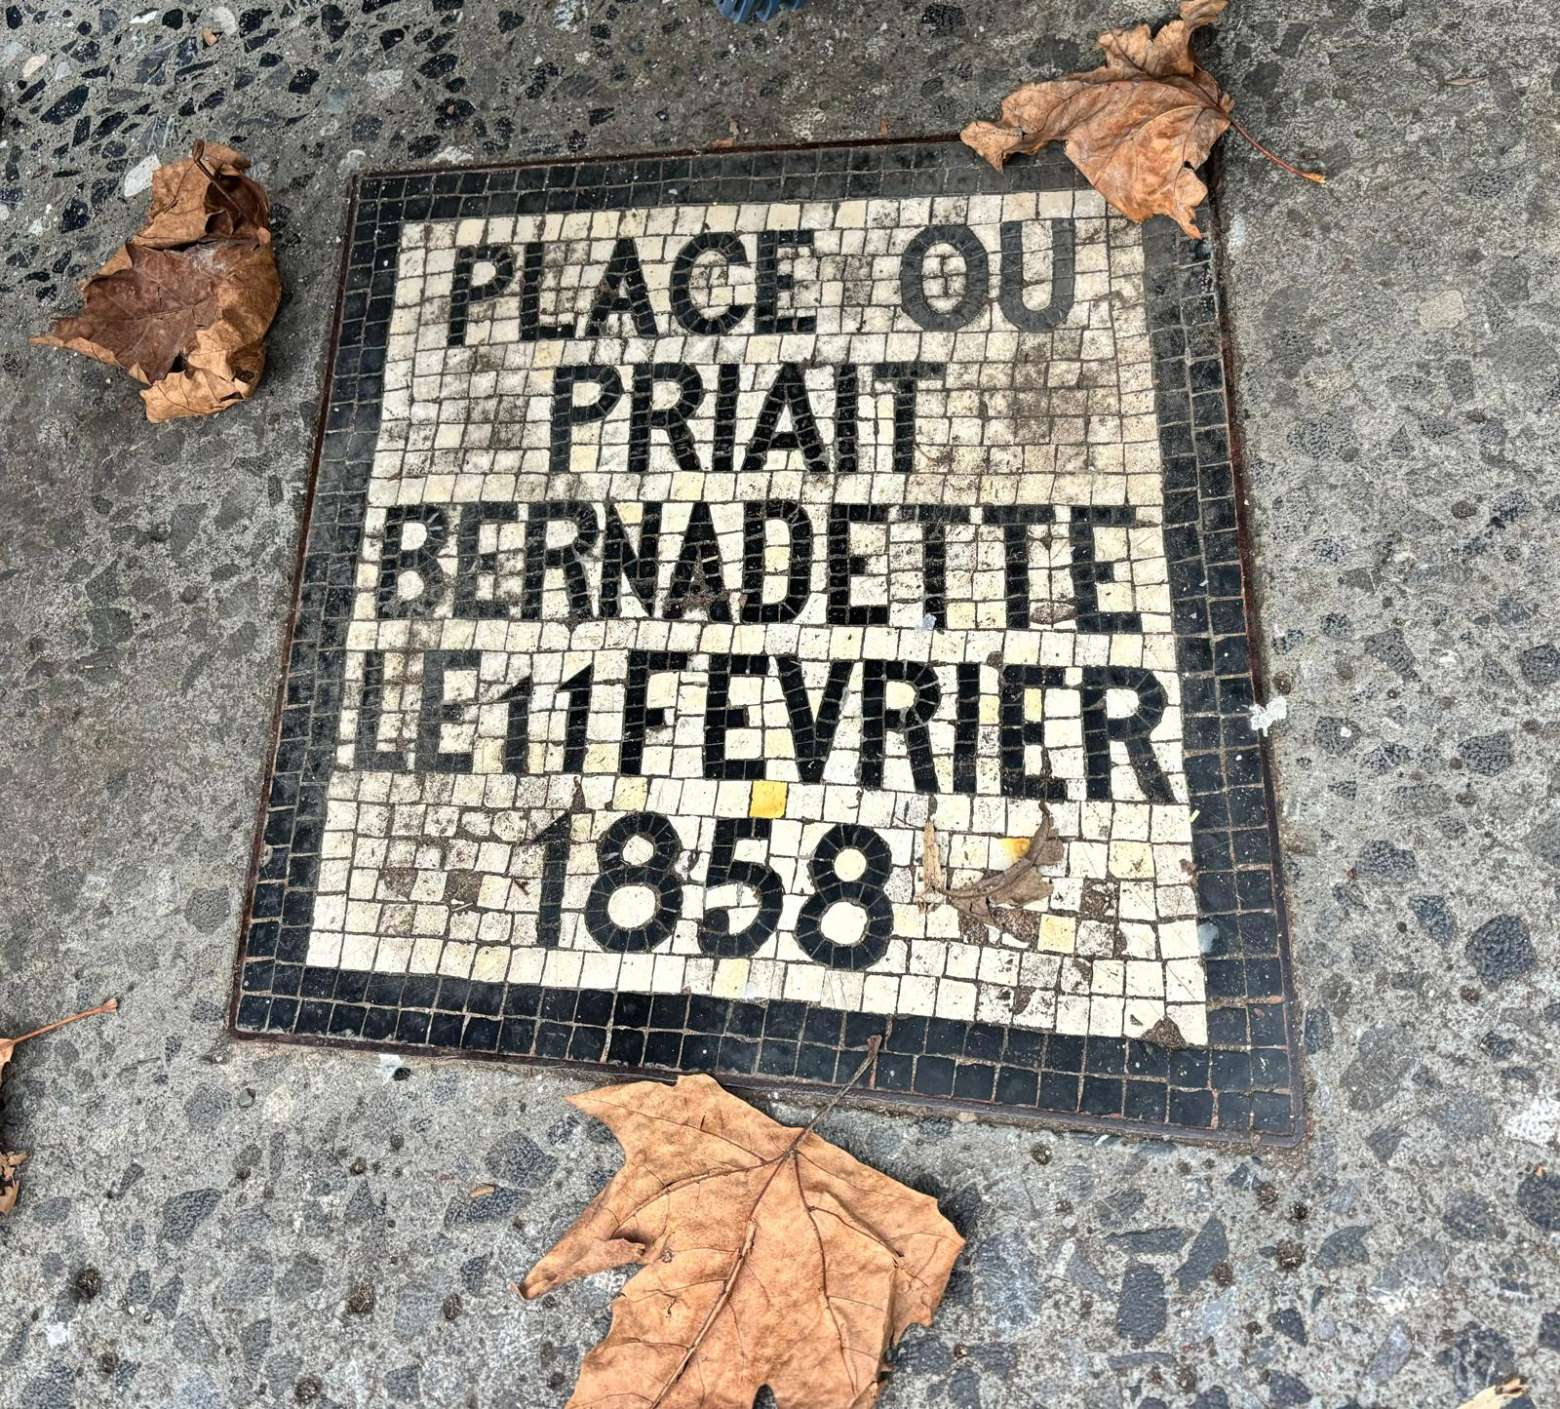 PLACE OU
PRIAIT
BERNADETTE
LE 11 FEVRIER
1858